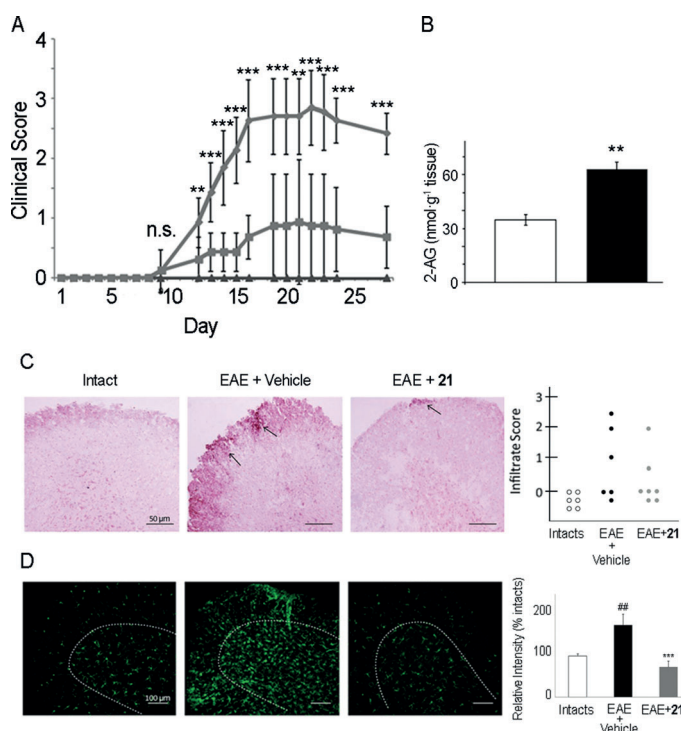 A
Clinical Score
4
3
2
1
0
n.s.
**
***
***
***
***
***
***
**
***
***
***
***
1
5
10
15
20
25
Day
B
2-AG (nmol·g⁻¹ tissue)
60
30
0
**
C
Intact
EAE + Vehicle
EAE + 21
50 µm
Infiltrate Score
3
2
1
0
Intacts
EAE
+
Vehicle
EAE+21
D
100 µm
Relative Intensity (% intacts)
200
100
0
##
***
Intacts
EAE
+
Vehicle
EAE+21